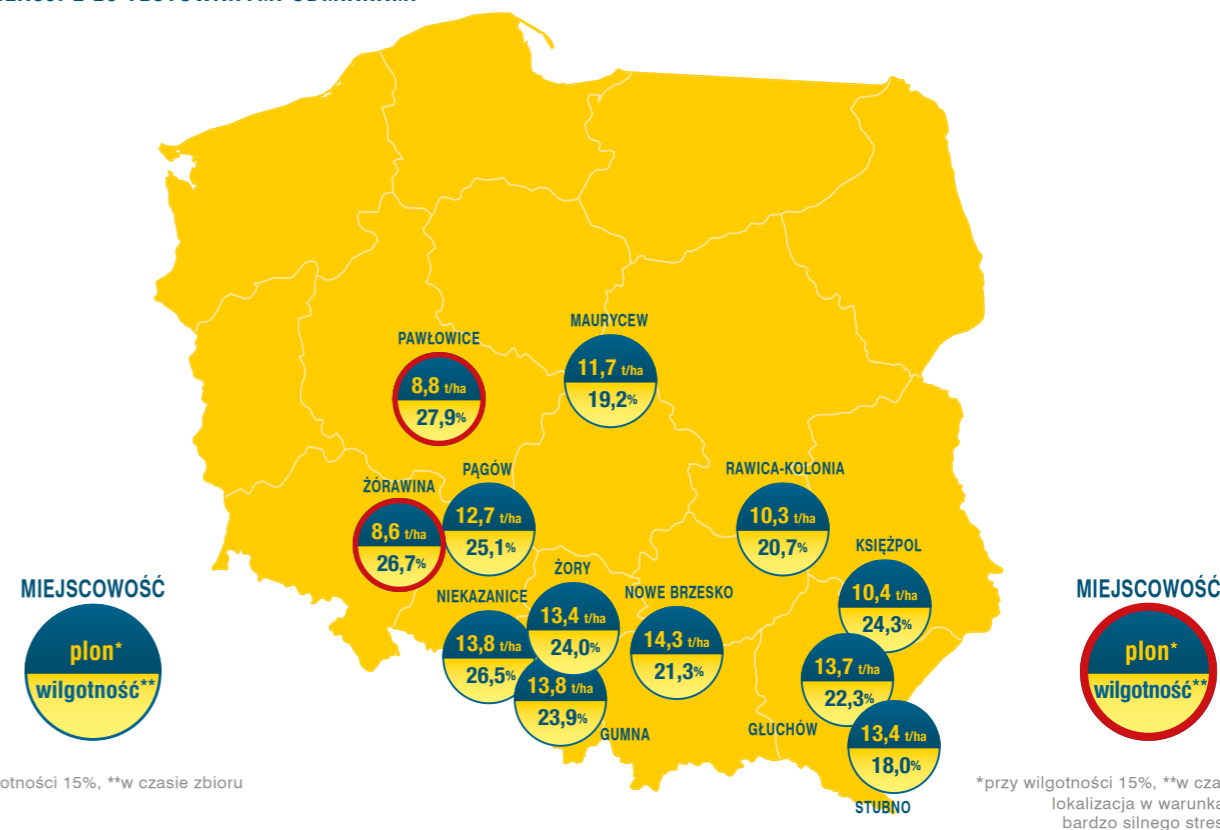 PAWŁOWICE
8,8 t/ha
27,9%
MAURYCEW
11,7 t/ha
19,2%
PĄGÓW
12,7 t/ha
25,1%
ŻÓRAWINA
8,6 t/ha
26,7%
RAWICA-KOLONIA
10,3 t/ha
20,7%
KSIĘŻPOL
10,4 t/ha
24,3%
NIEKAZANICE
13,8 t/ha
26,5%
ŻORY
13,4 t/ha
24,0%
NOWE BRZESKO
14,3 t/ha
21,3%
13,8 t/ha
23,9%
GUMNA
13,7 t/ha
22,3%
GŁUCHÓW
13,4 t/ha
18,0%
STUBNO
MIEJSCOWOŚĆ
plon*
wilgotność**
gotności 15%, **w czasie zbioru
MIEJSCOWOŚĆ
plon*
wilgotność**
*przy wilgotności 15%, **w cza
lokalizacja w warunka
bardzo silnego stres